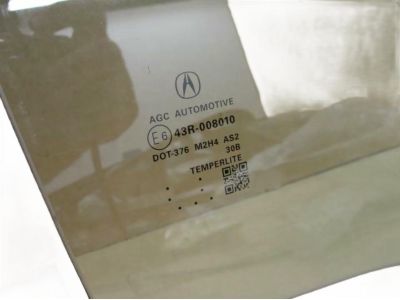 AGC AUTOMOTIVE
E6 43R-008010
DOT-376 M2H4 AS2
30B
TEMPERLITE